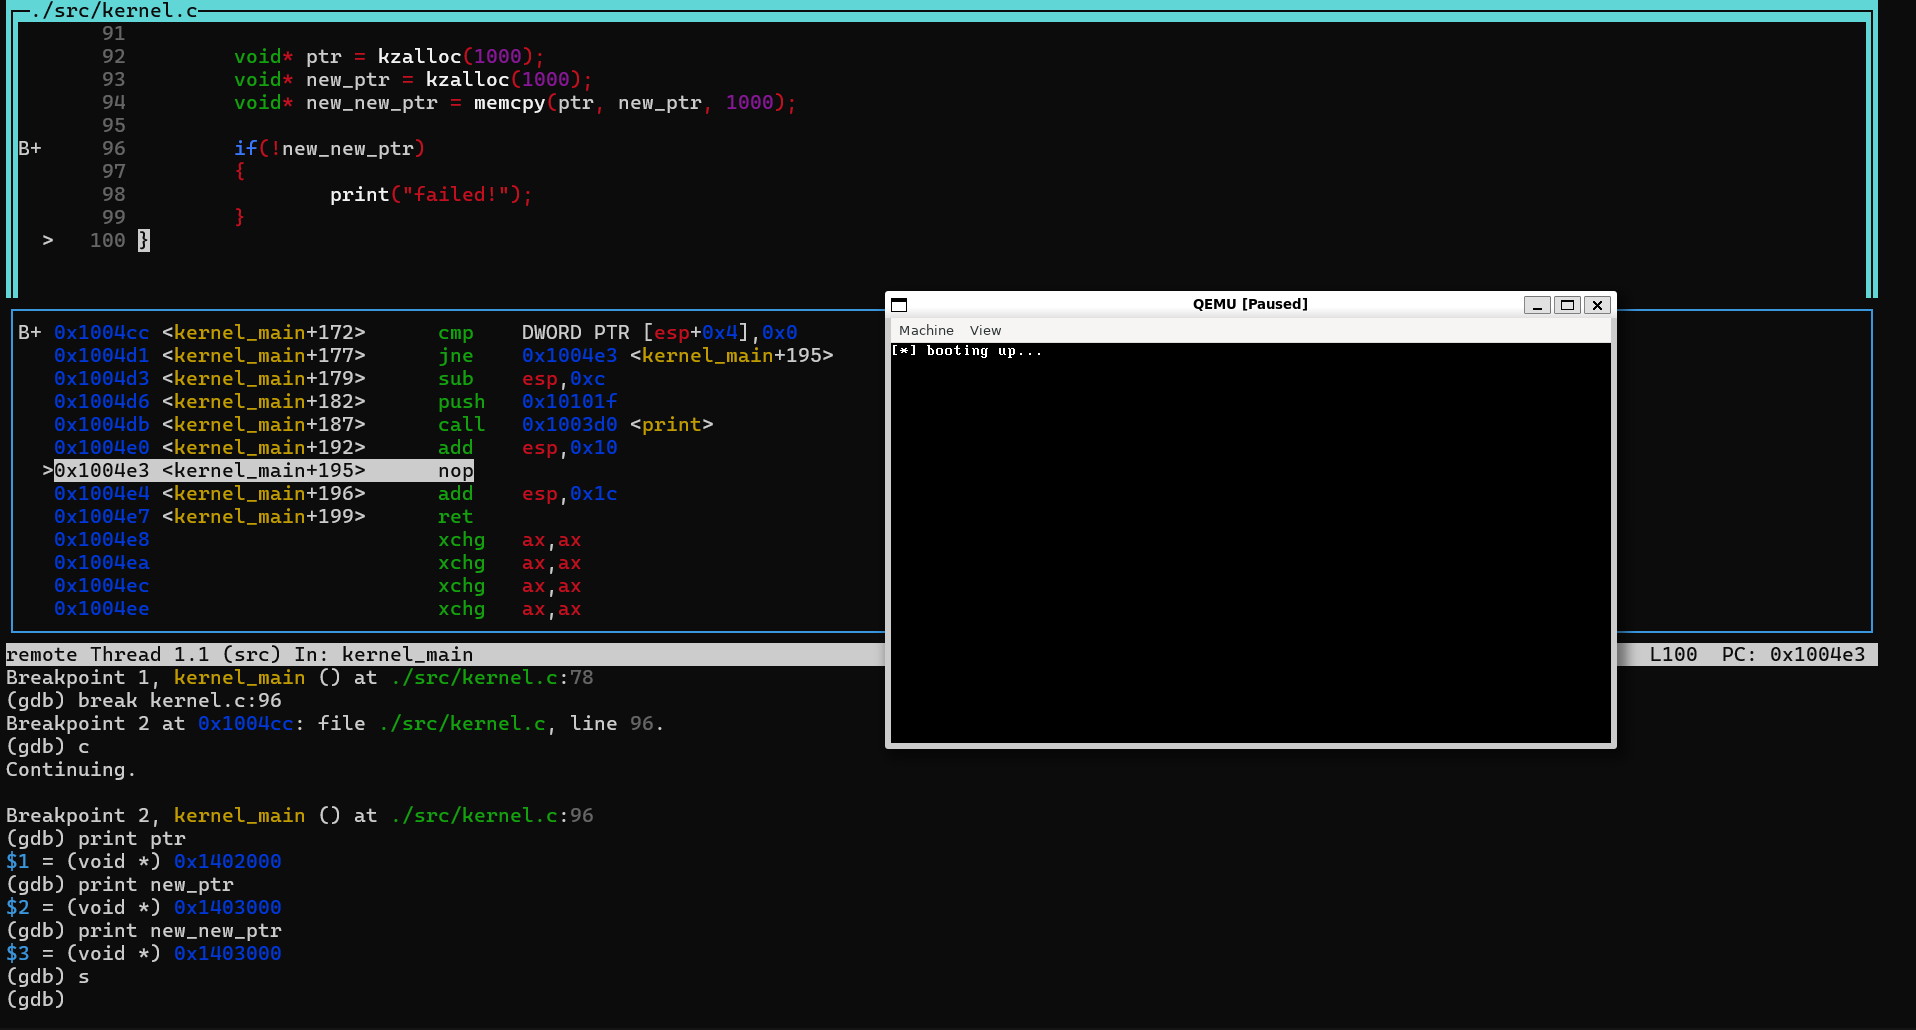 ./src/kernel.c
91
92 void* ptr = kzalloc(1000);
93 void* new_ptr = kzalloc(1000);
94 void* new_new_ptr = memcpy(ptr, new_ptr, 1000);
95
B+ 96 if(!new_new_ptr)
97 {
98 print("failed!");
99 }
> 100 }
B+ 0x1004cc <kernel_main+172> cmp DWORD PTR [esp+0x4],0x0
0x1004d1 <kernel_main+177> jne 0x1004e3 <kernel_main+195>
0x1004d3 <kernel_main+179> sub esp,0xc
0x1004d6 <kernel_main+182> push 0x10101f
0x1004db <kernel_main+187> call 0x1003d0 <print>
0x1004e0 <kernel_main+192> add esp,0x10
>0x1004e3 <kernel_main+195> nop
0x1004e4 <kernel_main+196> add esp,0x1c
0x1004e7 <kernel_main+199> ret
0x1004e8 xchg ax,ax
0x1004ea xchg ax,ax
0x1004ec xchg ax,ax
0x1004ee xchg ax,ax
QEMU [Paused]
Machine View
[*] booting up...
remote Thread 1.1 (src) In: kernel_main L100 PC: 0x1004e3
Breakpoint 1, kernel_main () at ./src/kernel.c:78
(gdb) break kernel.c:96
Breakpoint 2 at 0x1004cc: file ./src/kernel.c, line 96.
(gdb) c
Continuing.
Breakpoint 2, kernel_main () at ./src/kernel.c:96
(gdb) print ptr
$1 = (void *) 0x1402000
(gdb) print new_ptr
$2 = (void *) 0x1403000
(gdb) print new_new_ptr
$3 = (void *) 0x1403000
(gdb) s
(gdb)